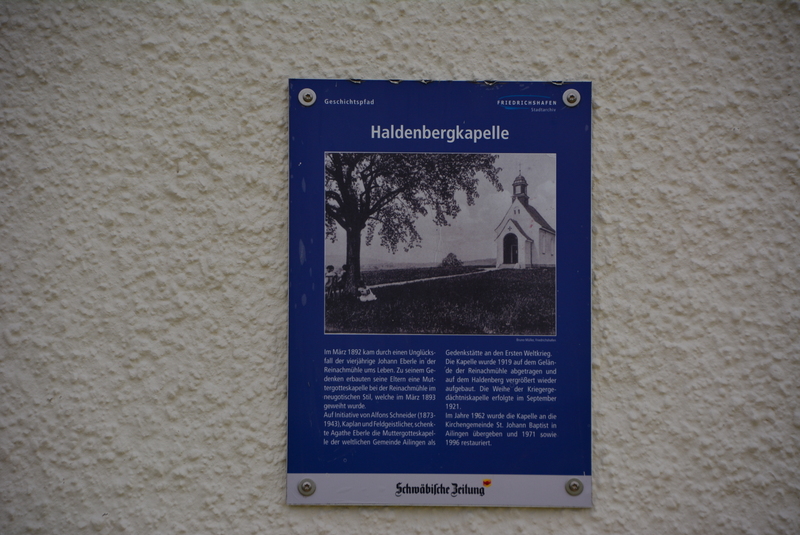 Geschichtspfad
FRIEDRICHSHAFEN
Stadtarchiv
Haldenbergkapelle
Im März 1892 kam durch einen Unglücks-
fall der vierjährige Johann Eberle in der
Reinachmühle ums Leben. Zu seinem Ge-
denken erbauten seine Eltern eine Mut-
tergotteskapelle bei der Reinachmühle im
neugotischen Stil, welche im März 1893
geweiht wurde.
Auf Initiative von Alfons Schneider (1873-
1943), Kaplan und Feldgeistlicher, schenk-
te Agathe Eberle die Muttergotteskapel-
le der weltlichen Gemeinde Ailingen als
Gedenkstätte an den Ersten Weltkrieg.
Die Kapelle wurde 1919 auf dem Gelän-
de der Reinachmühle abgetragen und
auf dem Haldenberg vergrößert wieder
aufgebaut. Die Weihe der Kriegerge-
dächtniskapelle erfolgte im September
1921.
Im Jahre 1962 wurde die Kapelle an die
Kirchengemeinde St. Johann Baptist in
Ailingen übergeben und 1971 sowie
1996 restauriert.
Schwäbische Zeitung